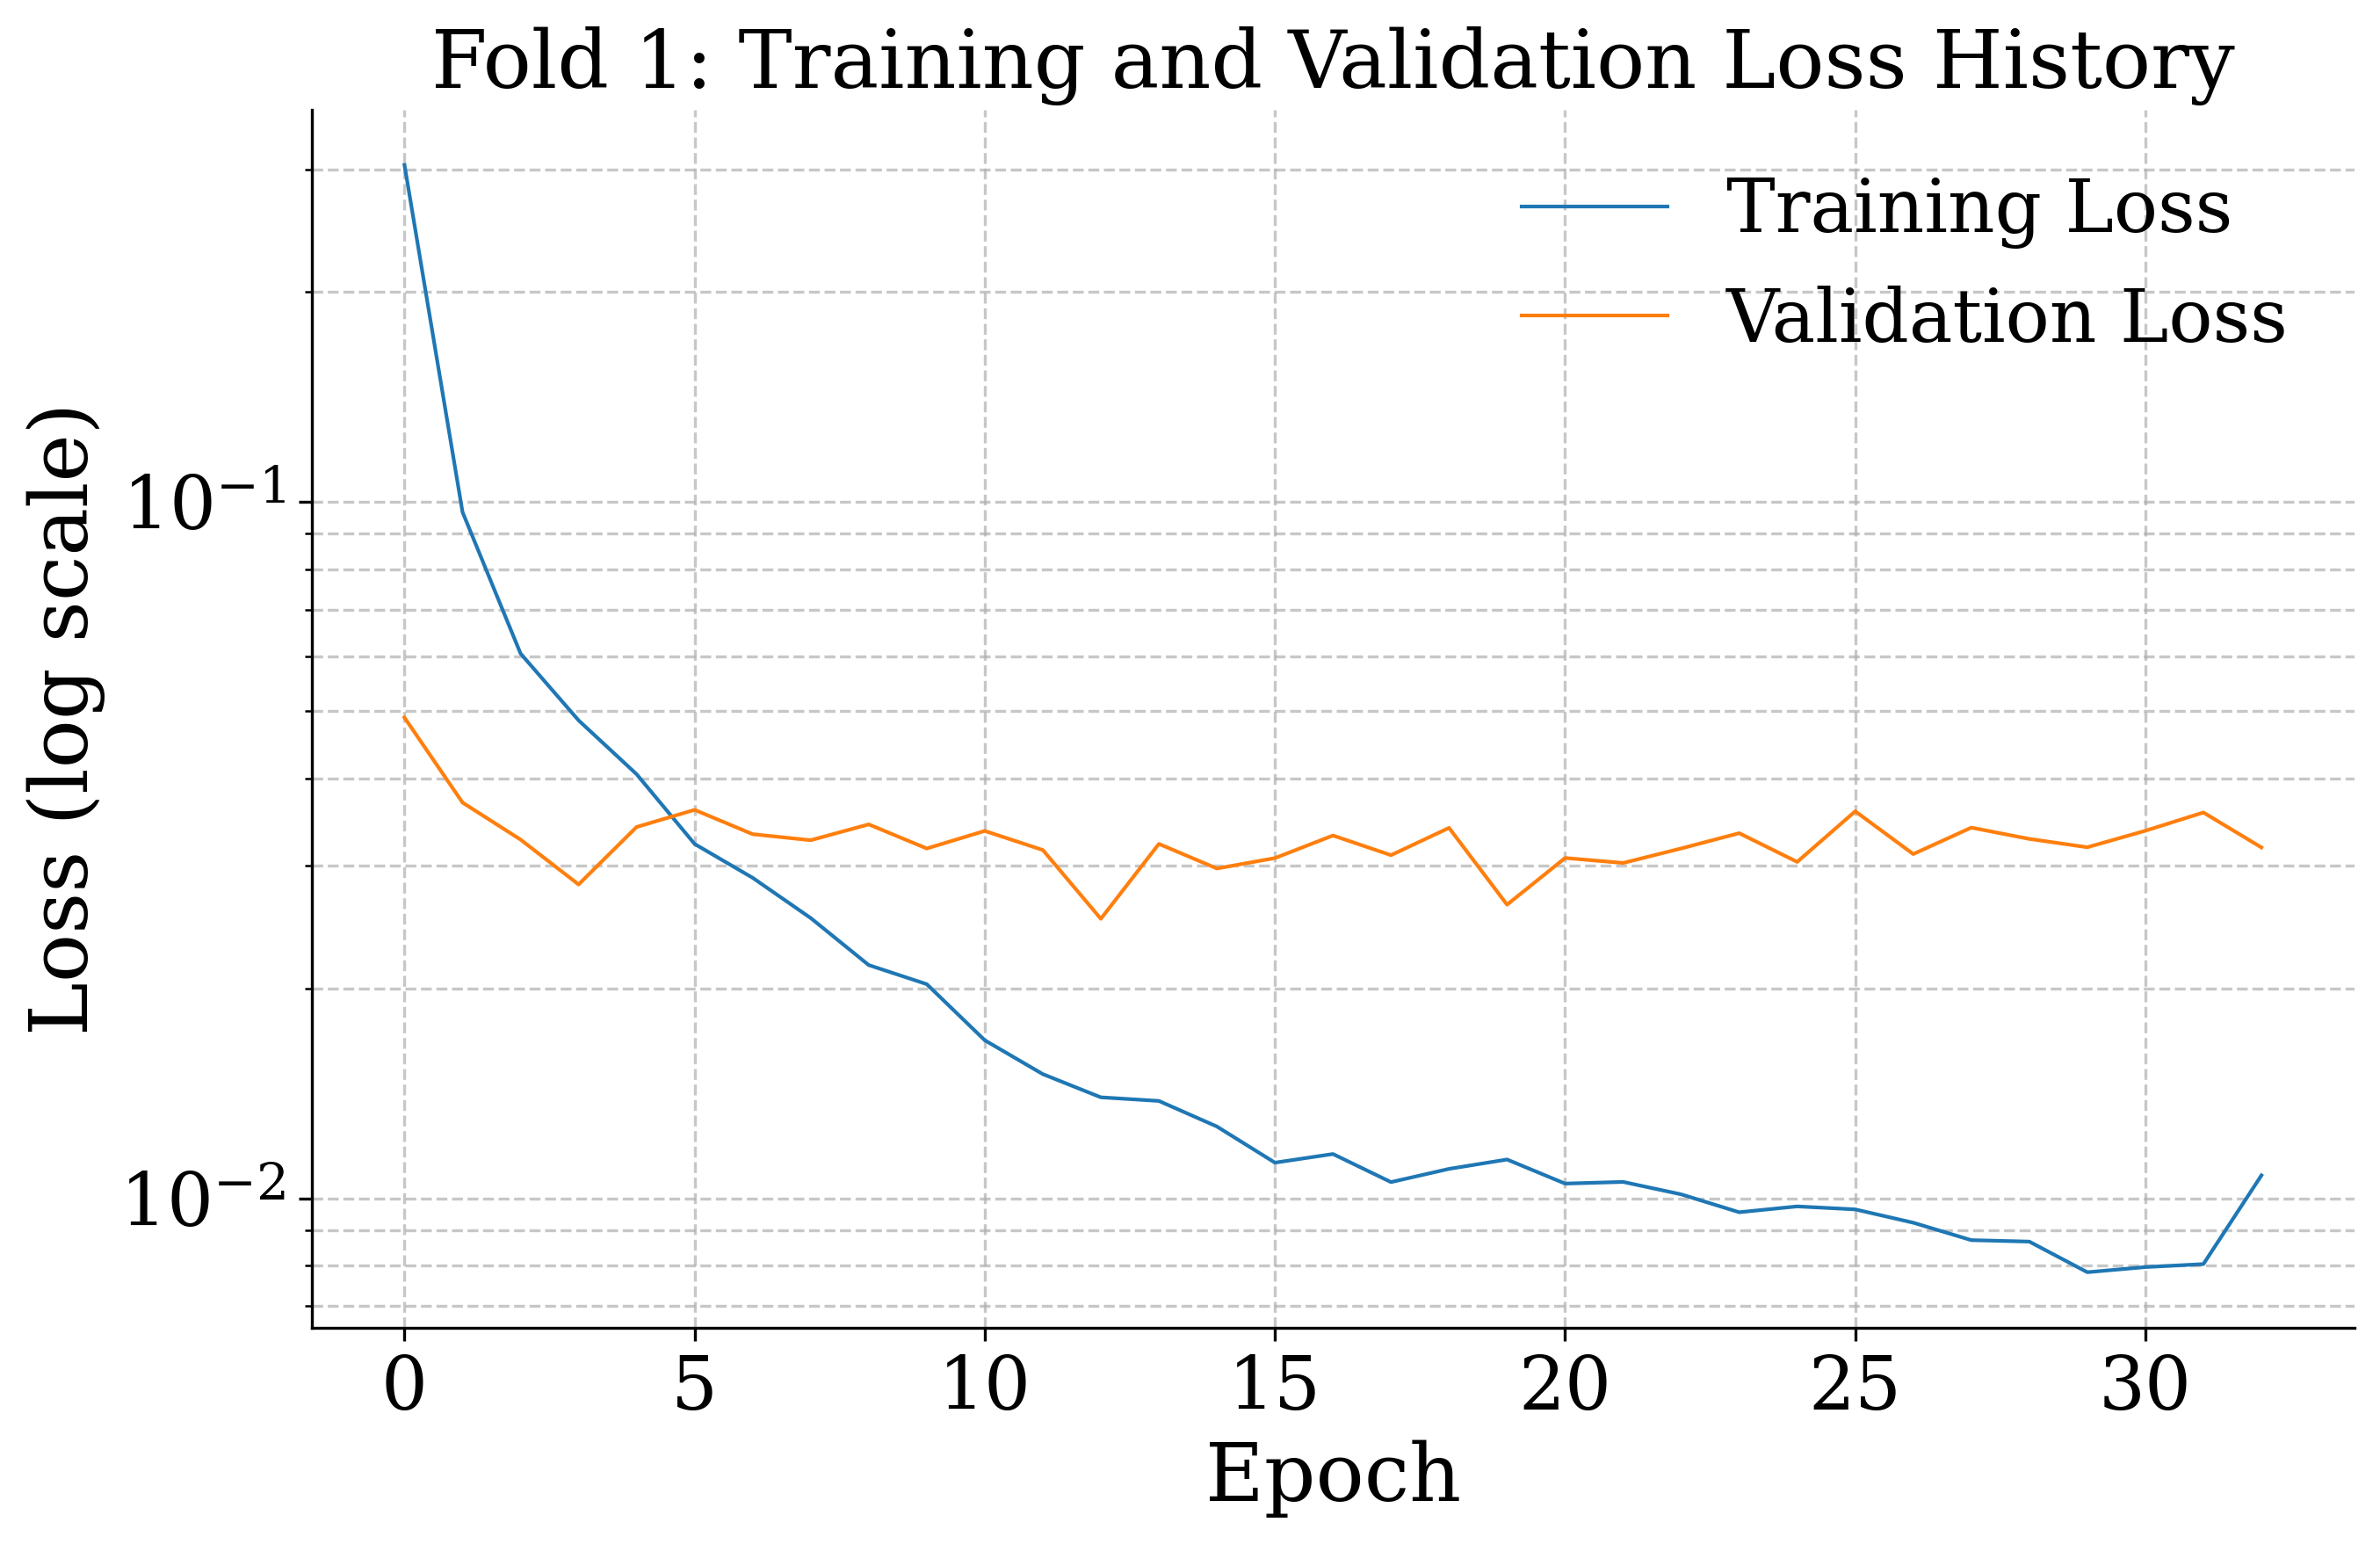 Fold 1: Training and Validation Loss History
Training Loss
Validation Loss
Loss (log scale)
10⁻¹
10⁻²
0 5 10 15 20 25 30
Epoch